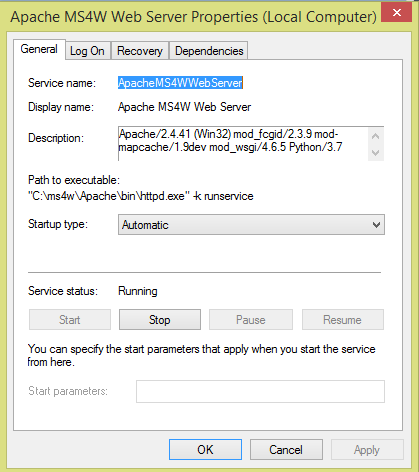 Apache MS4W Web Server Properties (Local Computer)
General Log On Recovery Dependencies
Service name: ApacheMS4WWebServer
Display name: Apache MS4W Web Server
Description: Apache/2.4.41 (Win32) mod_fcgid/2.3.9 mod-
mapcache/1.9dev mod_wsgi/4.6.5 Python/3.7
Path to executable:
"C:\ms4w\Apache\bin\httpd.exe" -k runservice
Startup type: Automatic
Service status: Running
Start Stop Pause Resume
You can specify the start parameters that apply when you start the service
from here.
Start parameters:
OK Cancel Apply